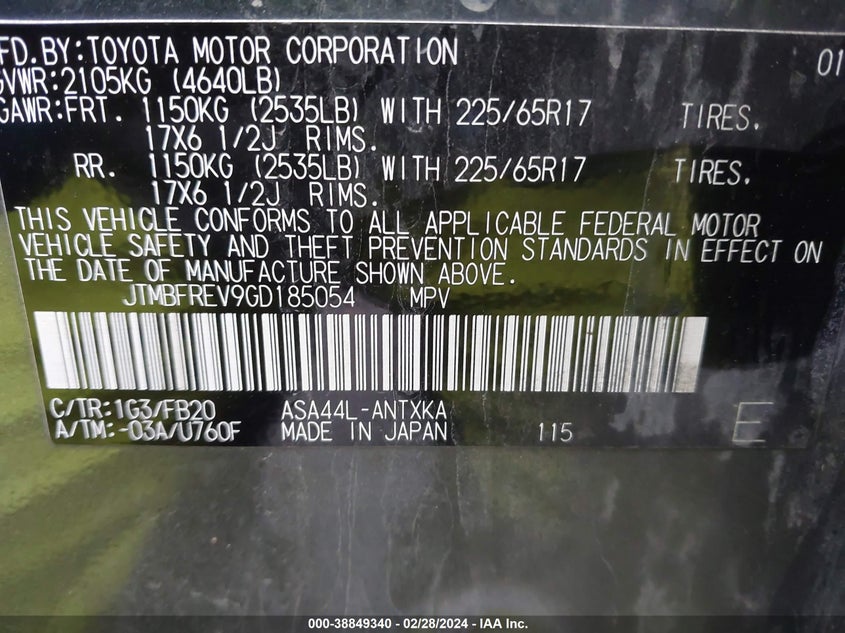 FD.BY:TOYOTA MOTOR CORPORATION 01
GVWR:2105KG (4640LB)
GAWR:FRT. 1150KG (2535LB) WITH 225/65R17 TIRES.
17X6 1/2J RIMS.
RR. 1150KG (2535LB) WITH 225/65R17 TIRES.
17X6 1/2J RIMS.
THIS VEHICLE CONFORMS TO ALL APPLICABLE FEDERAL MOTOR
VEHICLE SAFETY AND THEFT PREVENTION STANDARDS IN EFFECT ON
THE DATE OF MANUFACTURE SHOWN ABOVE.
JTMBFREV9GD185054 MPV
C/TR:1G3/FB20 ASA44L-ANTXKA
A/TM:-03A/U760F MADE IN JAPAN 115 E
000-38849340 - 02/28/2024 - IAA Inc.